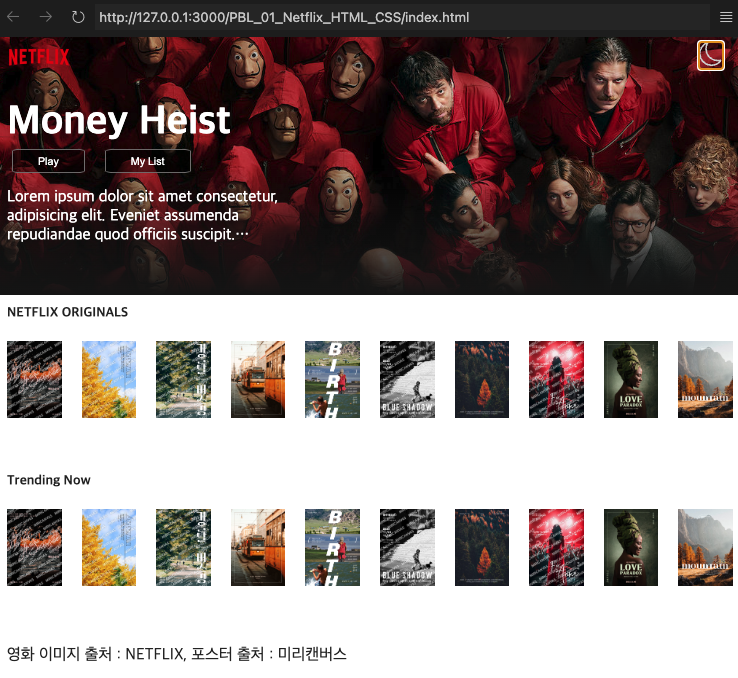 http://127.0.0.1:3000/PBL_01_Netflix_HTML_CSS/index.html
NETFLIX
Money Heist
Play
My List
Lorem ipsum dolor sit amet consectetur,
adipisicing elit. Eveniet assumenda
repudiandae quod officiis suscipit.…
NETFLIX ORIGINALS
BIRTH
BLUE SHADOW
LOVE
PARADOX
mountain
Trending Now
BIRTH
BLUE SHADOW
LOVE
PARADOX
mountain
영화 이미지 출처 : NETFLIX, 포스터 출처 : 미리캔버스